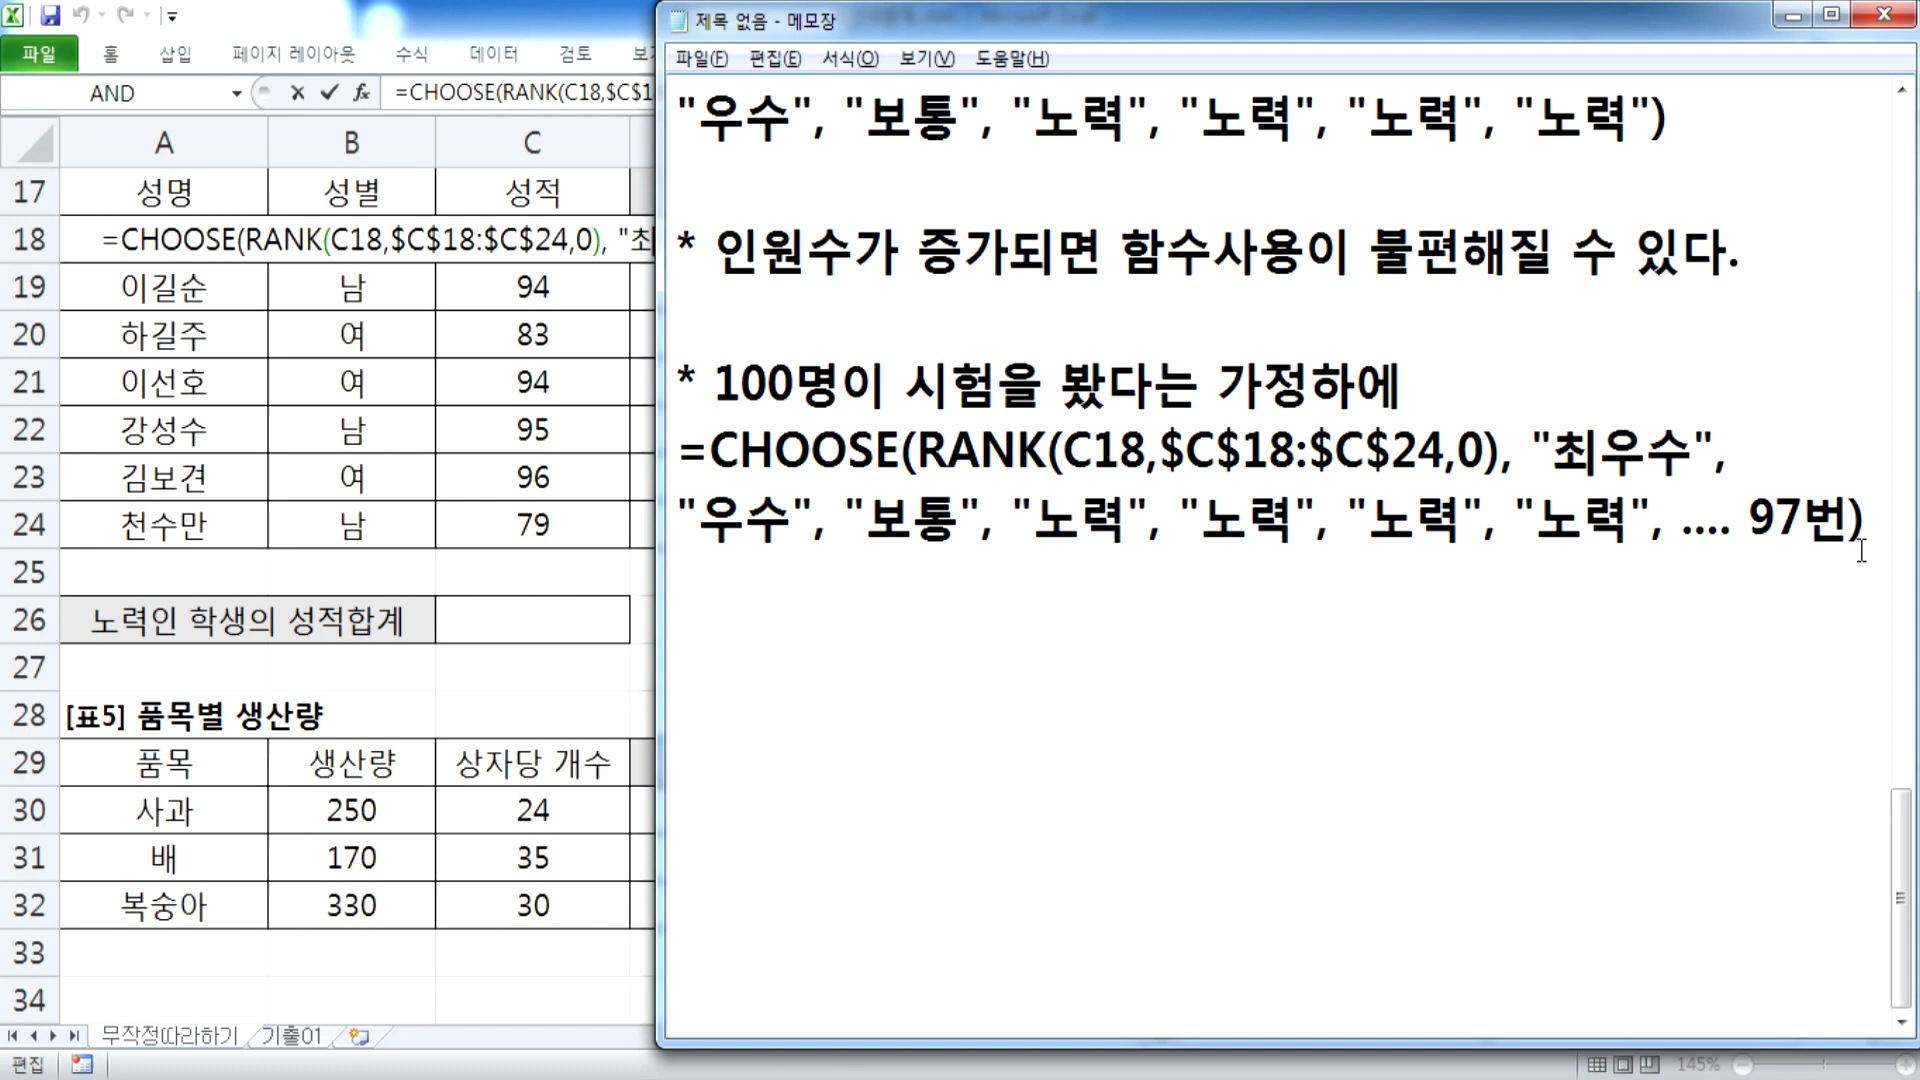 제목 없음 - 메모장
파일 홈 삽입 페이지 레이아웃 수식 데이터 검토
파일(F) 편집(E) 서식(O) 보기(V) 도움말(H)
AND =CHOOSE(RANK(C18,$C$1
A B C
17 성명 성별 성적
18 =CHOOSE(RANK(C18,$C$18:$C$24,0), "최
19 이길순 남 94
20 하길주 여 83
21 이선호 여 94
22 강성수 남 95
23 김보견 여 96
24 천수만 남 79
25
26 노력인 학생의 성적합계
27
28 [표5] 품목별 생산량
29 품목 생산량 상자당 개수
30 사과 250 24
31 배 170 35
32 복숭아 330 30
33
34
무작정따라하기 기출01
편집
"우수", "보통", "노력", "노력", "노력", "노력")
* 인원수가 증가되면 함수사용이 불편해질 수 있다.
* 100명이 시험을 봤다는 가정하에
=CHOOSE(RANK(C18,$C$18:$C$24,0), "최우수",
"우수", "보통", "노력", "노력", "노력", "노력", .... 97번)
145%